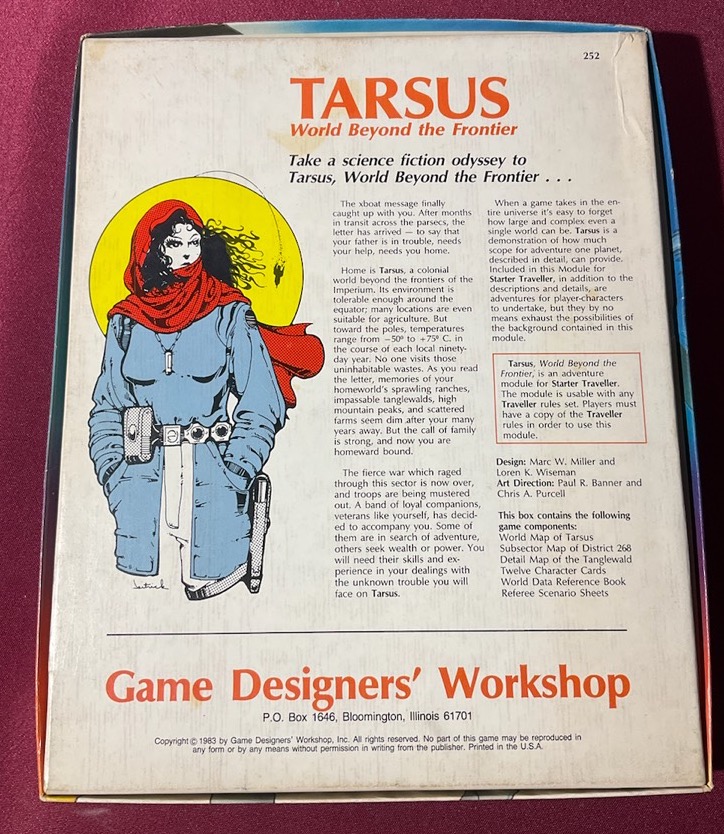 252
TARSUS
World Beyond the Frontier
Take a science fiction odyssey to
Tarsus, World Beyond the Frontier . . .
The xboat message finally
caught up with you. After months
in transit across the parsecs, the
letter has arrived — to say that
your father is in trouble, needs
your help, needs you home.
Home is Tarsus, a colonial
world beyond the frontiers of the
Imperium. Its environment is
tolerable enough around the
equator; many locations are even
suitable for agriculture. But
toward the poles, temperatures
range from −50° to +75° C. in
the course of each local ninety-
day year. No one visits those
uninhabitable wastes. As you read
the letter, memories of your
homeworld's sprawling ranches,
impassable tanglewalds, high
mountain peaks, and scattered
farms seem dim after your many
years away. But the call of family
is strong, and now you are
homeward bound.
The fierce war which raged
through this sector is now over,
and troops are being mustered
out. A band of loyal companions,
veterans like yourself, has decid-
ed to accompany you. Some of
them are in search of adventure,
others seek wealth or power. You
will need their skills and ex-
perience in your dealings with
the unknown trouble you will
face on Tarsus.
When a game takes in the en-
tire universe it's easy to forget
how large and complex even a
single world can be. Tarsus is a
demonstration of how much
scope for adventure one planet,
described in detail, can provide.
Included in this Module for
Starter Traveller, in addition to the
descriptions and details, are
adventures for player-characters
to undertake, but they by no
means exhaust the possibilities of
the background contained in this
module.
Tarsus, World Beyond the
Frontier, is an adventure
module for Starter Traveller.
The module is usable with any
Traveller rules set. Players must
have a copy of the Traveller
rules in order to use this
module.
Design: Marc W. Miller and
Loren K. Wiseman
Art Direction: Paul R. Banner and
Chris A. Purcell
This box contains the following
game components:
World Map of Tarsus
Subsector Map of District 268
Detail Map of the Tanglewald
Twelve Character Cards
World Data Reference Book
Referee Scenario Sheets
Game Designers' Workshop
P.O. Box 1646, Bloomington, Illinois 61701
Copyright © 1983 by Game Designers' Workshop, Inc. All rights reserved. No part of this game may be reproduced in
any form or by any means without permission in writing from the publisher. Printed in the U.S.A.